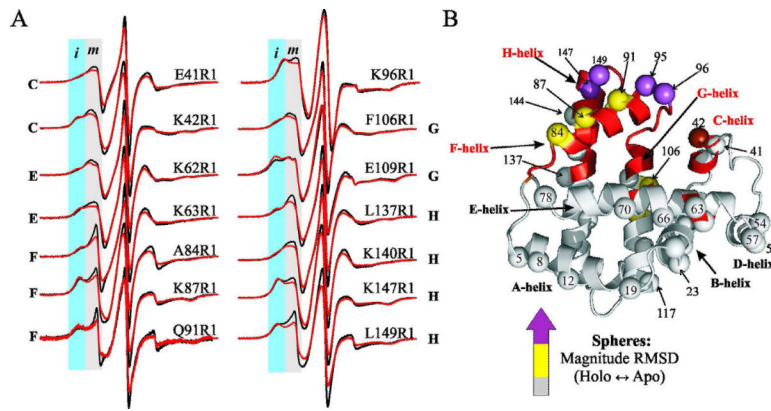 A
i m
C E41R1
C K42R1
E K62R1
E K63R1
F A84R1
F K87R1
F Q91R1
i m
K96R1
F106R1 G
E109R1 G
L137R1 H
K140R1 H
K147R1 H
L149R1 H
B
H-helix 147 149 91 95
87 96
144 G-helix
42 C-helix
F-helix 84 41
137 106
E-helix 78 70 66 63 54
57 5
5 8 12 D-helix
A-helix 19 23 B-helix
117
Spheres:
Magnitude RMSD
(Holo ↔ Apo)